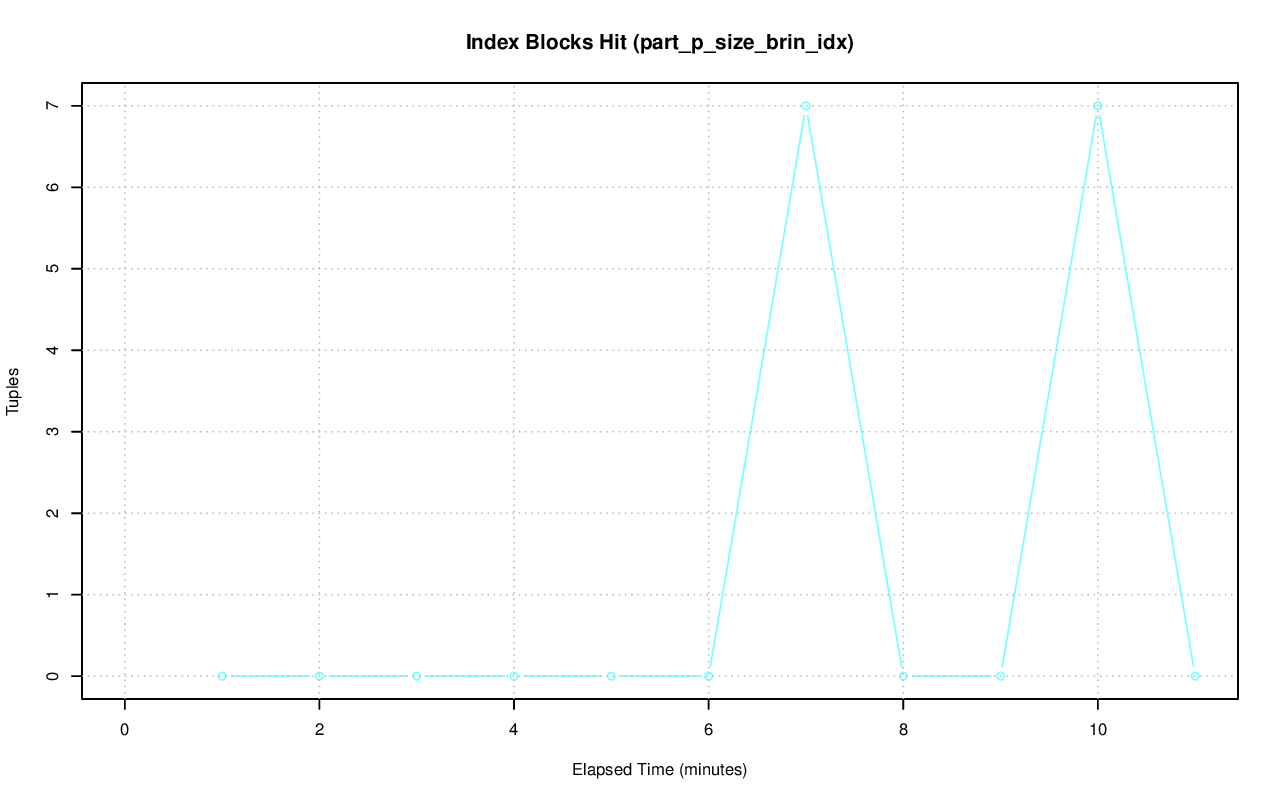 Index Blocks Hit (part_p_size_brin_idx)
7
6
5
4
3
2
1
0
Tuples
0 2 4 6 8 10
Elapsed Time (minutes)